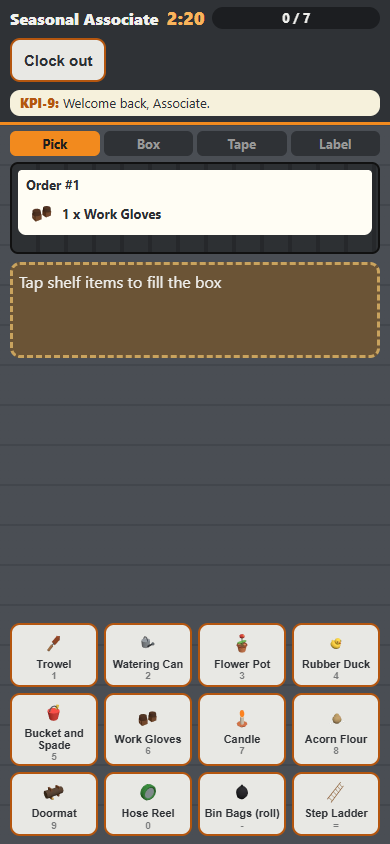 Seasonal Associate 2:20 0 / 7
Clock out
KPI-9: Welcome back, Associate.
Pick Box Tape Label
Order #1
1 x Work Gloves
Tap shelf items to fill the box
Trowel
1
Watering Can
2
Flower Pot
3
Rubber Duck
4
Bucket and
Spade
5
Work Gloves
6
Candle
7
Acorn Flour
8
Doormat
9
Hose Reel
0
Bin Bags (roll)
-
Step Ladder
=